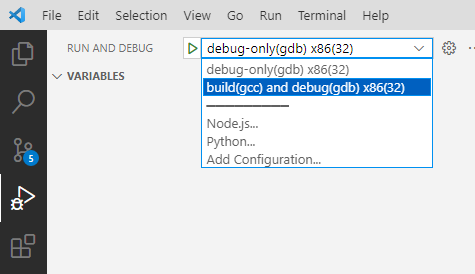 File Edit Selection View Go Run Terminal Help
RUN AND DEBUG debug-only(gdb) x86(32)
VARIABLES
debug-only(gdb) x86(32)
build(gcc) and debug(gdb) x86(32)
Node.js...
Python...
Add Configuration...
5